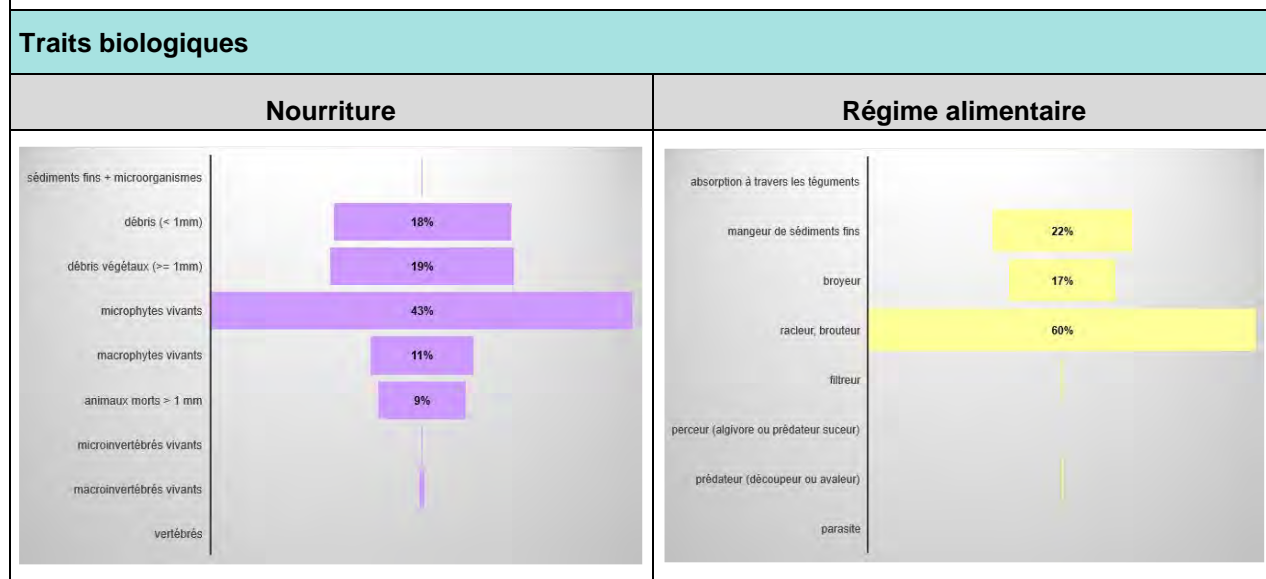 Traits biologiques
Nourriture
Régime alimentaire
sédiments fins + microorganismes
débris (< 1mm)
18%
débris végétaux (>= 1mm)
19%
microphytes vivants
43%
macrophytes vivants
11%
animaux morts > 1 mm
9%
microinvertébrés vivants
macroinvertébrés vivants
vertébrés
absorption à travers les téguments
mangeur de sédiments fins
22%
broyeur
17%
racleur, brouteur
60%
filtreur
perceur (algivore ou prédateur suceur)
prédateur (découpeur ou avaleur)
parasite